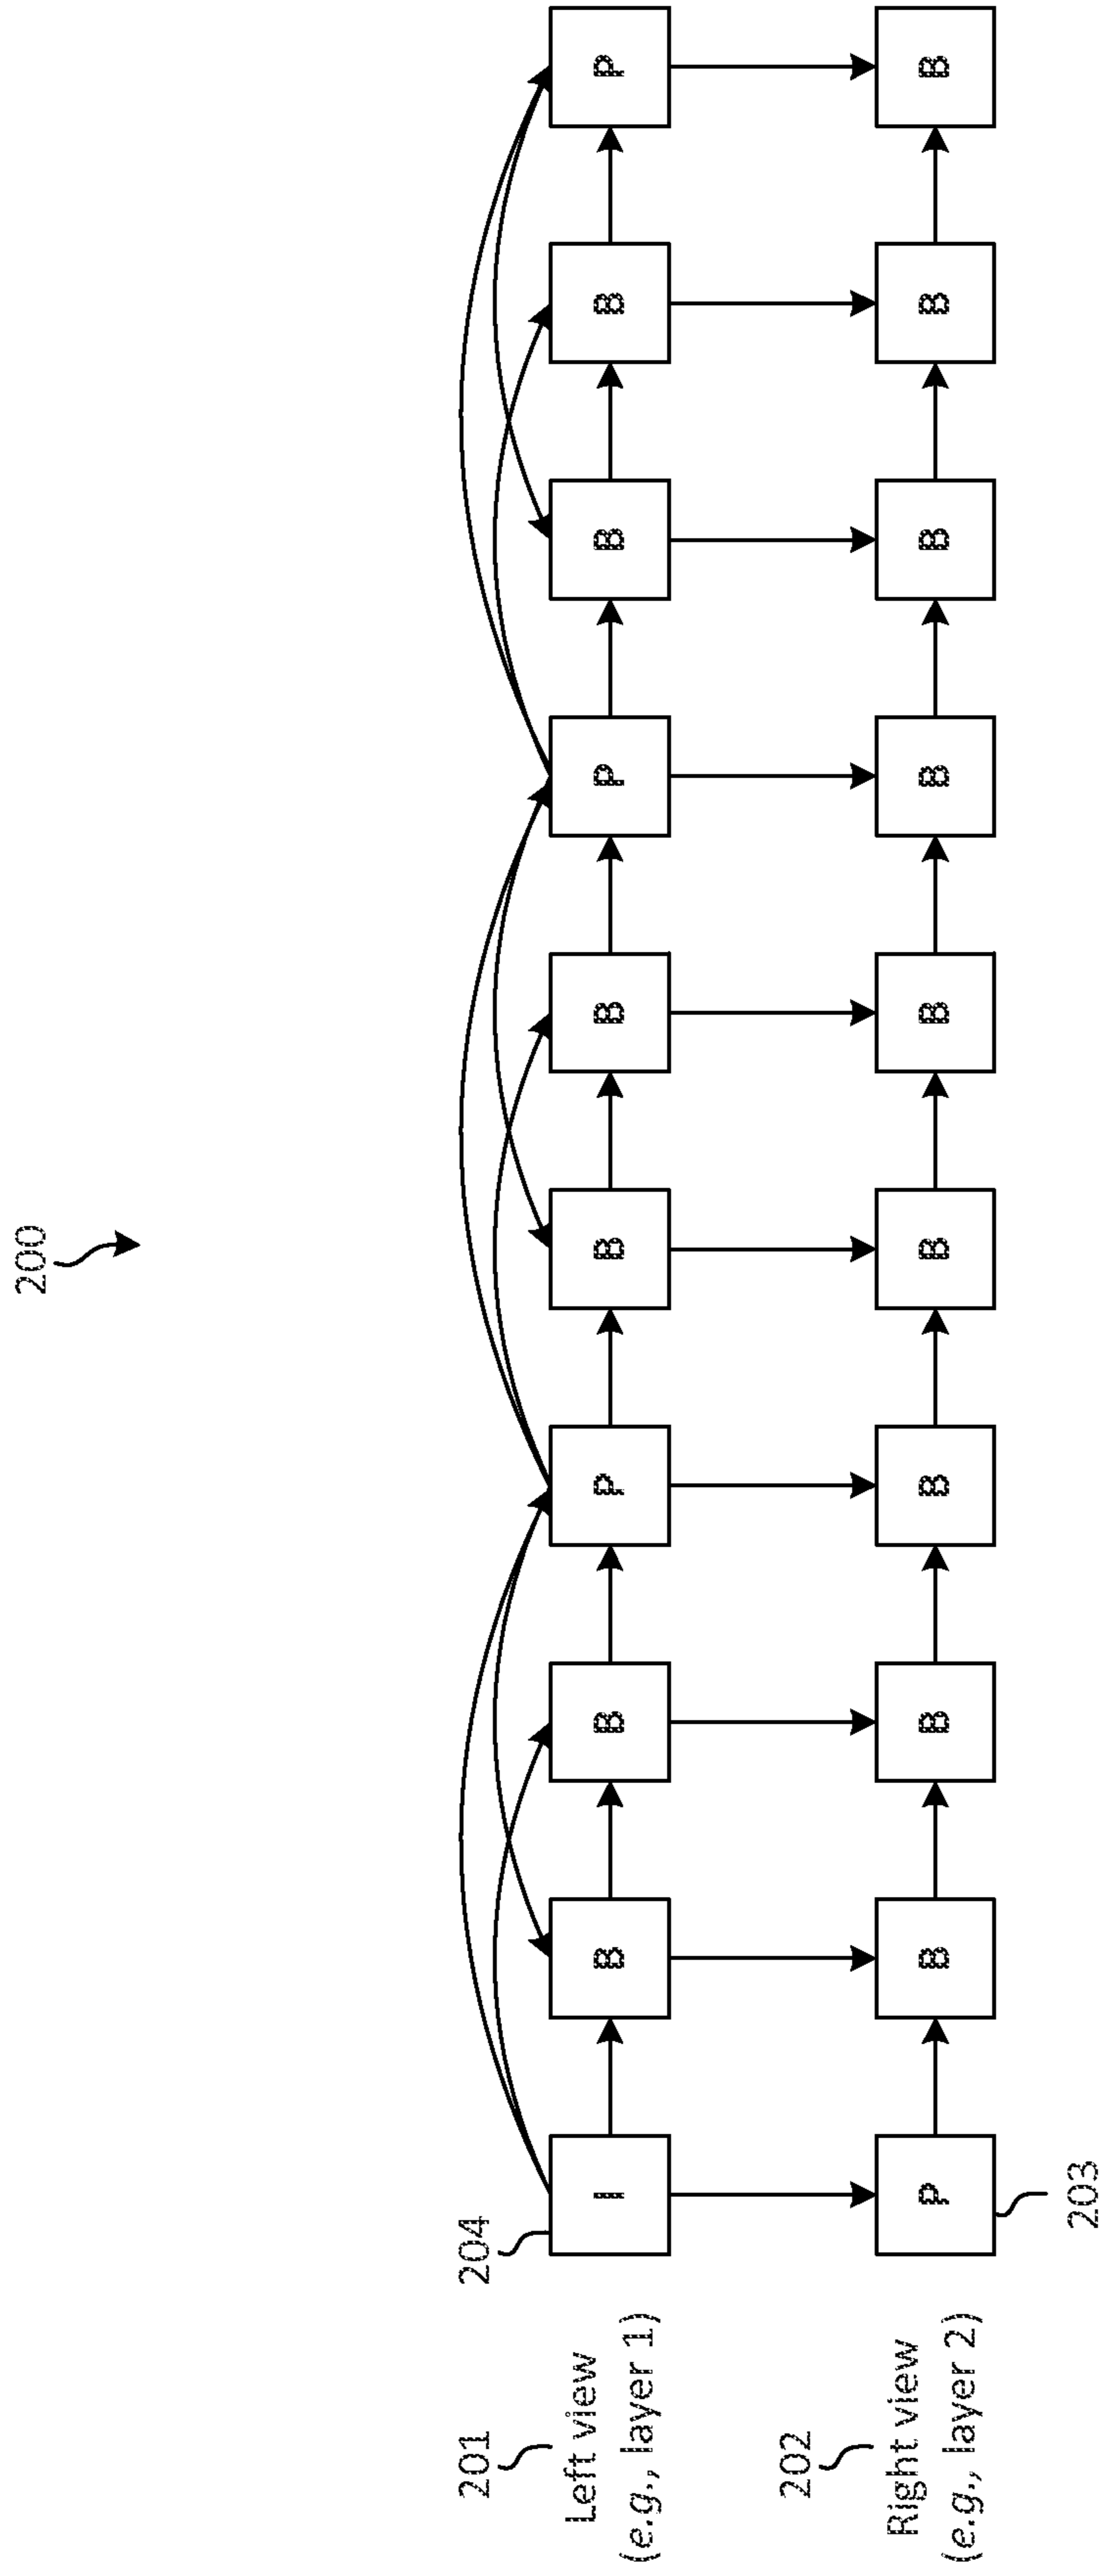 200
201
204
Left view
(e.g., layer 1)
I B B P B B P B B P
202
Right view
(e.g., layer 2)
P B B B B B B B B B
203